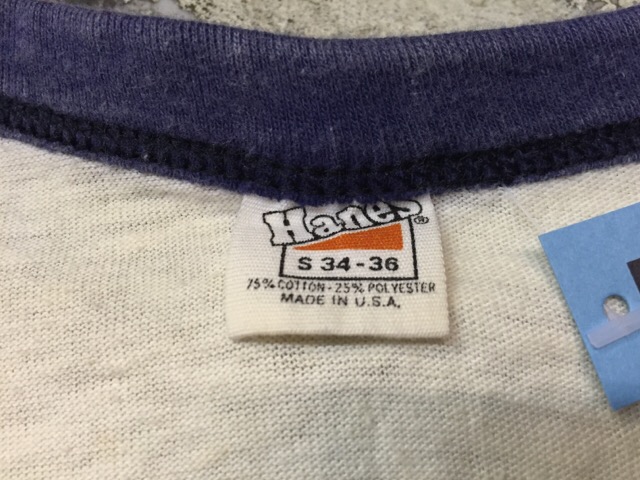 Hanes®
S 34-36
75% COTTON-25% POLYESTER
MADE IN U.S.A.